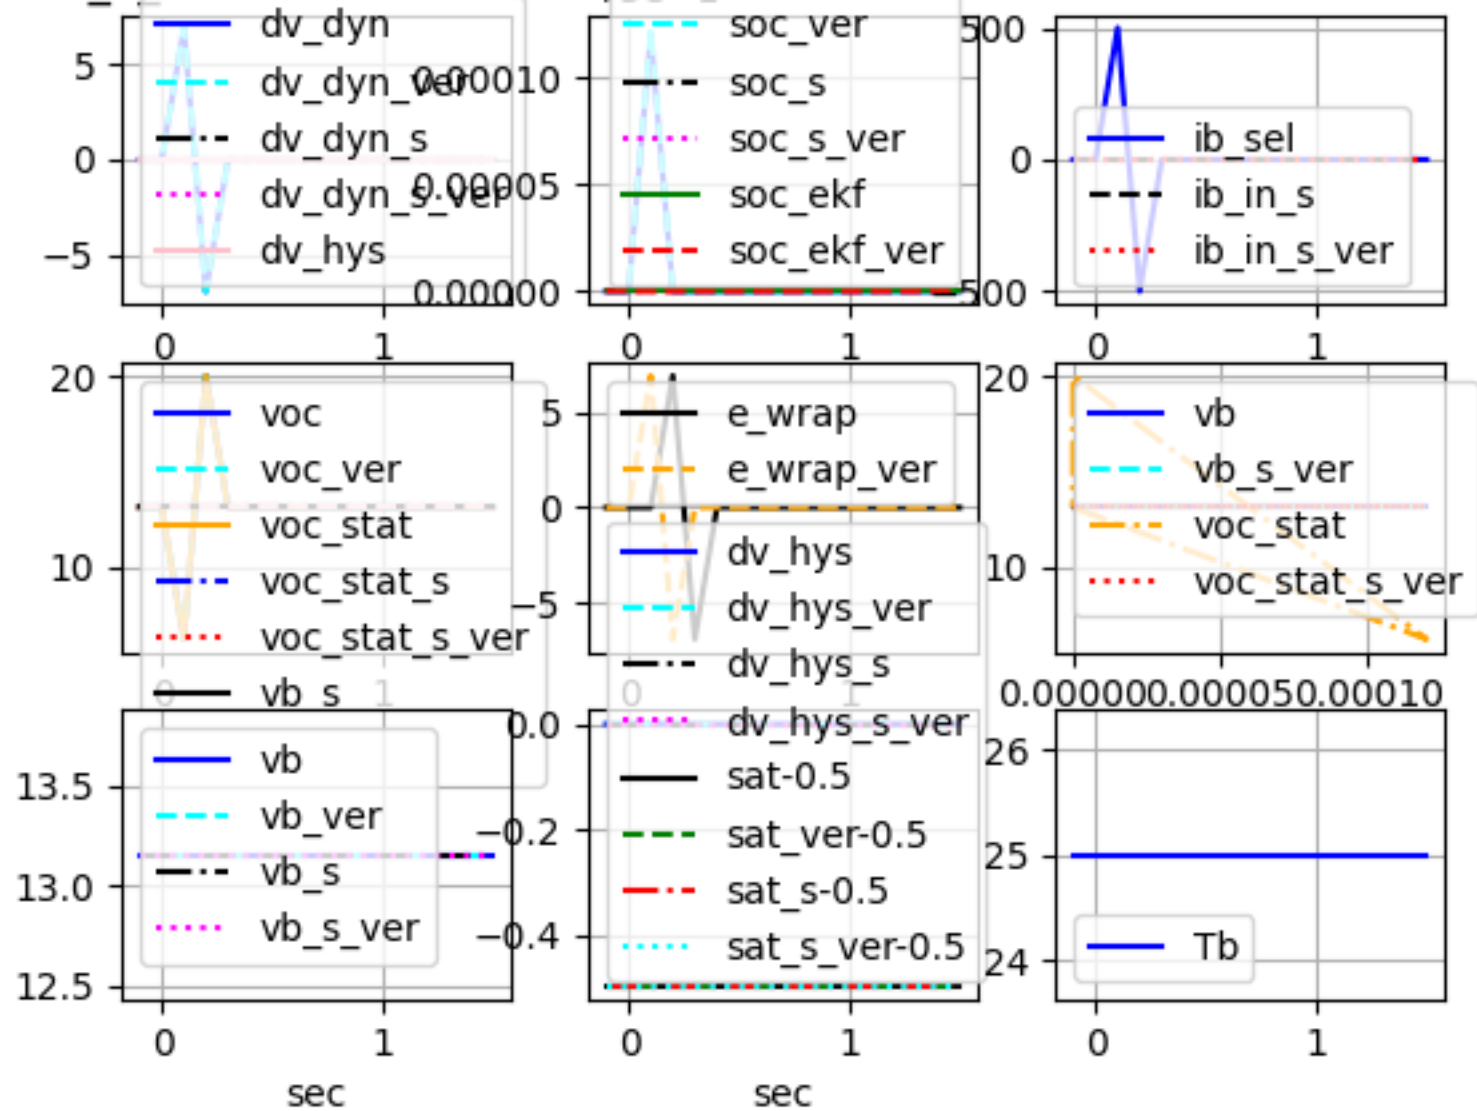 dv_dyn
dv_dyn_ver
dv_dyn_s
dv_dyn_s_ver
dv_hys
5
0
−5
0
1
soc_ver
soc_s
soc_s_ver
soc_ekf
soc_ekf_ver
0.00010
0.00005
0.00000
0
1
ib_sel
ib_in_s
ib_in_s_ver
500
0
500
0
1
voc
voc_ver
voc_stat
voc_stat_s
voc_stat_s_ver
vb_s
20
10
0
1
e_wrap
e_wrap_ver
5
0
−5
0
1
vb
vb_s_ver
voc_stat
voc_stat_s_ver
20
10
0.00000
0.00005
0.00010
vb
vb_ver
vb_s
vb_s_ver
13.5
13.0
12.5
0
1
sec
dv_hys
dv_hys_ver
dv_hys_s
dv_hys_s_ver
sat-0.5
sat_ver-0.5
sat_s-0.5
sat_s_ver-0.5
0.0
−0.2
−0.4
0
1
sec
Tb
26
25
24
0
1